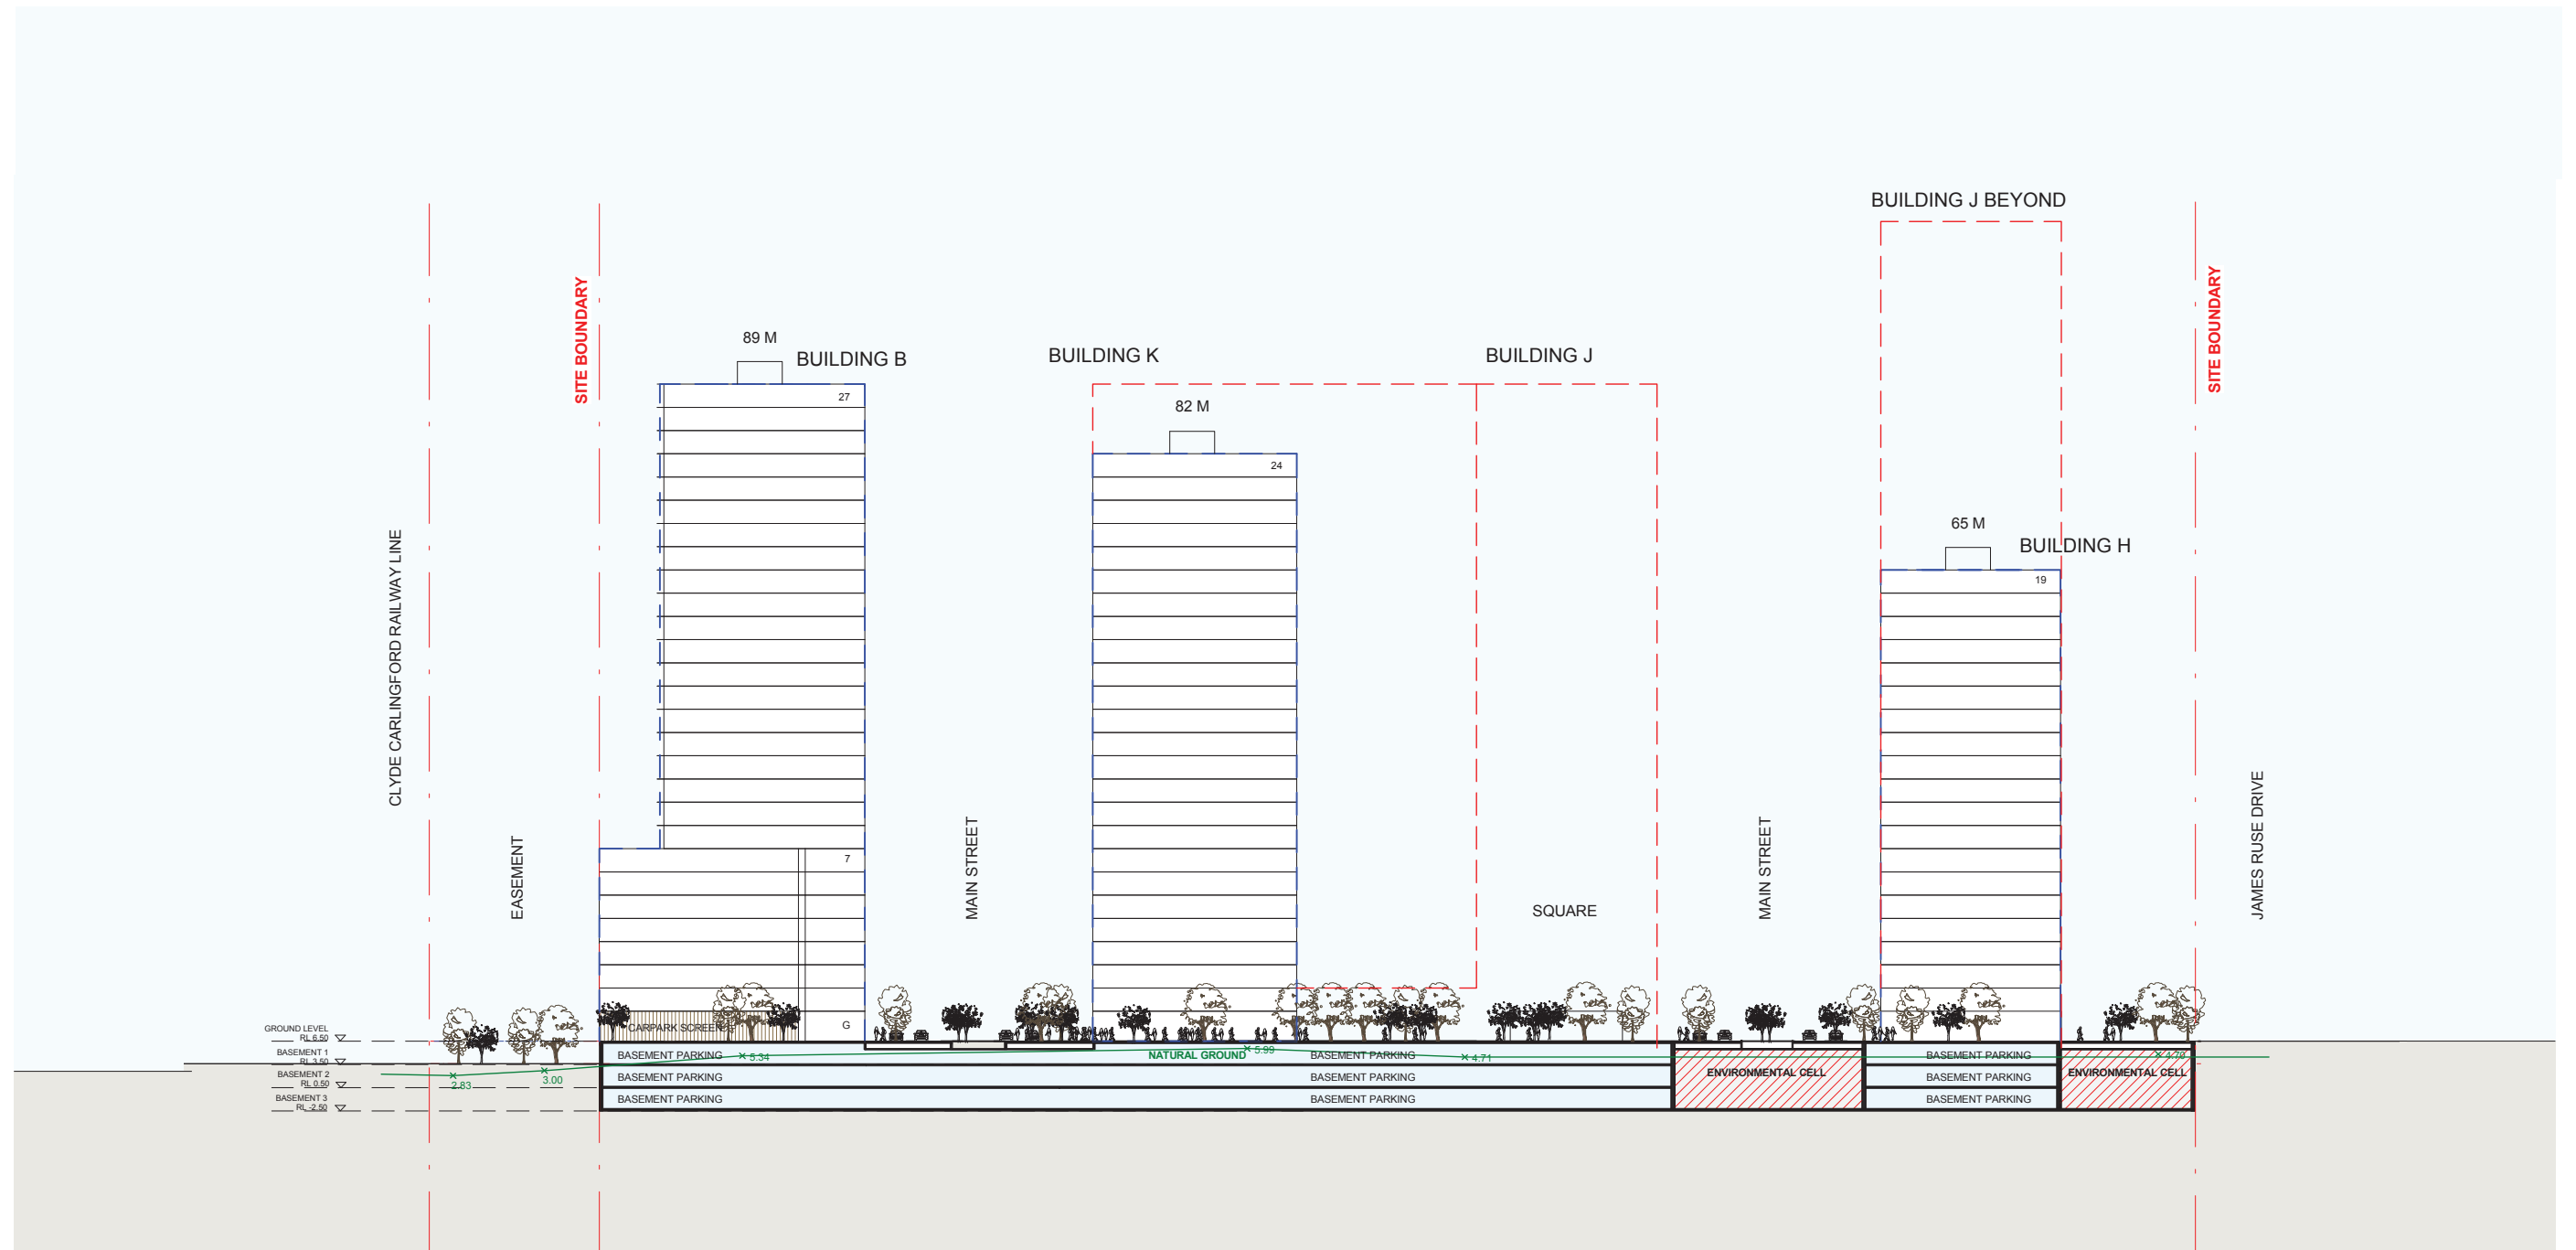 BUILDING J BEYOND
SITE BOUNDARY
SITE BOUNDARY
89 M
BUILDING B
BUILDING K
BUILDING J
27
82 M
24
65 M
BUILDING H
19
CLYDE CARLINGFORD RAILWAY LINE
EASEMENT
7
MAIN STREET
SQUARE
MAIN STREET
JAMES RUSE DRIVE
CARPARK SCREEN
G
GROUND LEVEL
RL 6.50
BASEMENT 1
RL 3.50
BASEMENT 2
RL 0.50
BASEMENT 3
RL -2.50
2.83
3.00
BASEMENT PARKING
5.34
NATURAL GROUND
5.99
BASEMENT PARKING
4.71
BASEMENT PARKING
4.79
BASEMENT PARKING
BASEMENT PARKING
ENVIRONMENTAL CELL
BASEMENT PARKING
ENVIRONMENTAL CELL
BASEMENT PARKING
BASEMENT PARKING
BASEMENT PARKING